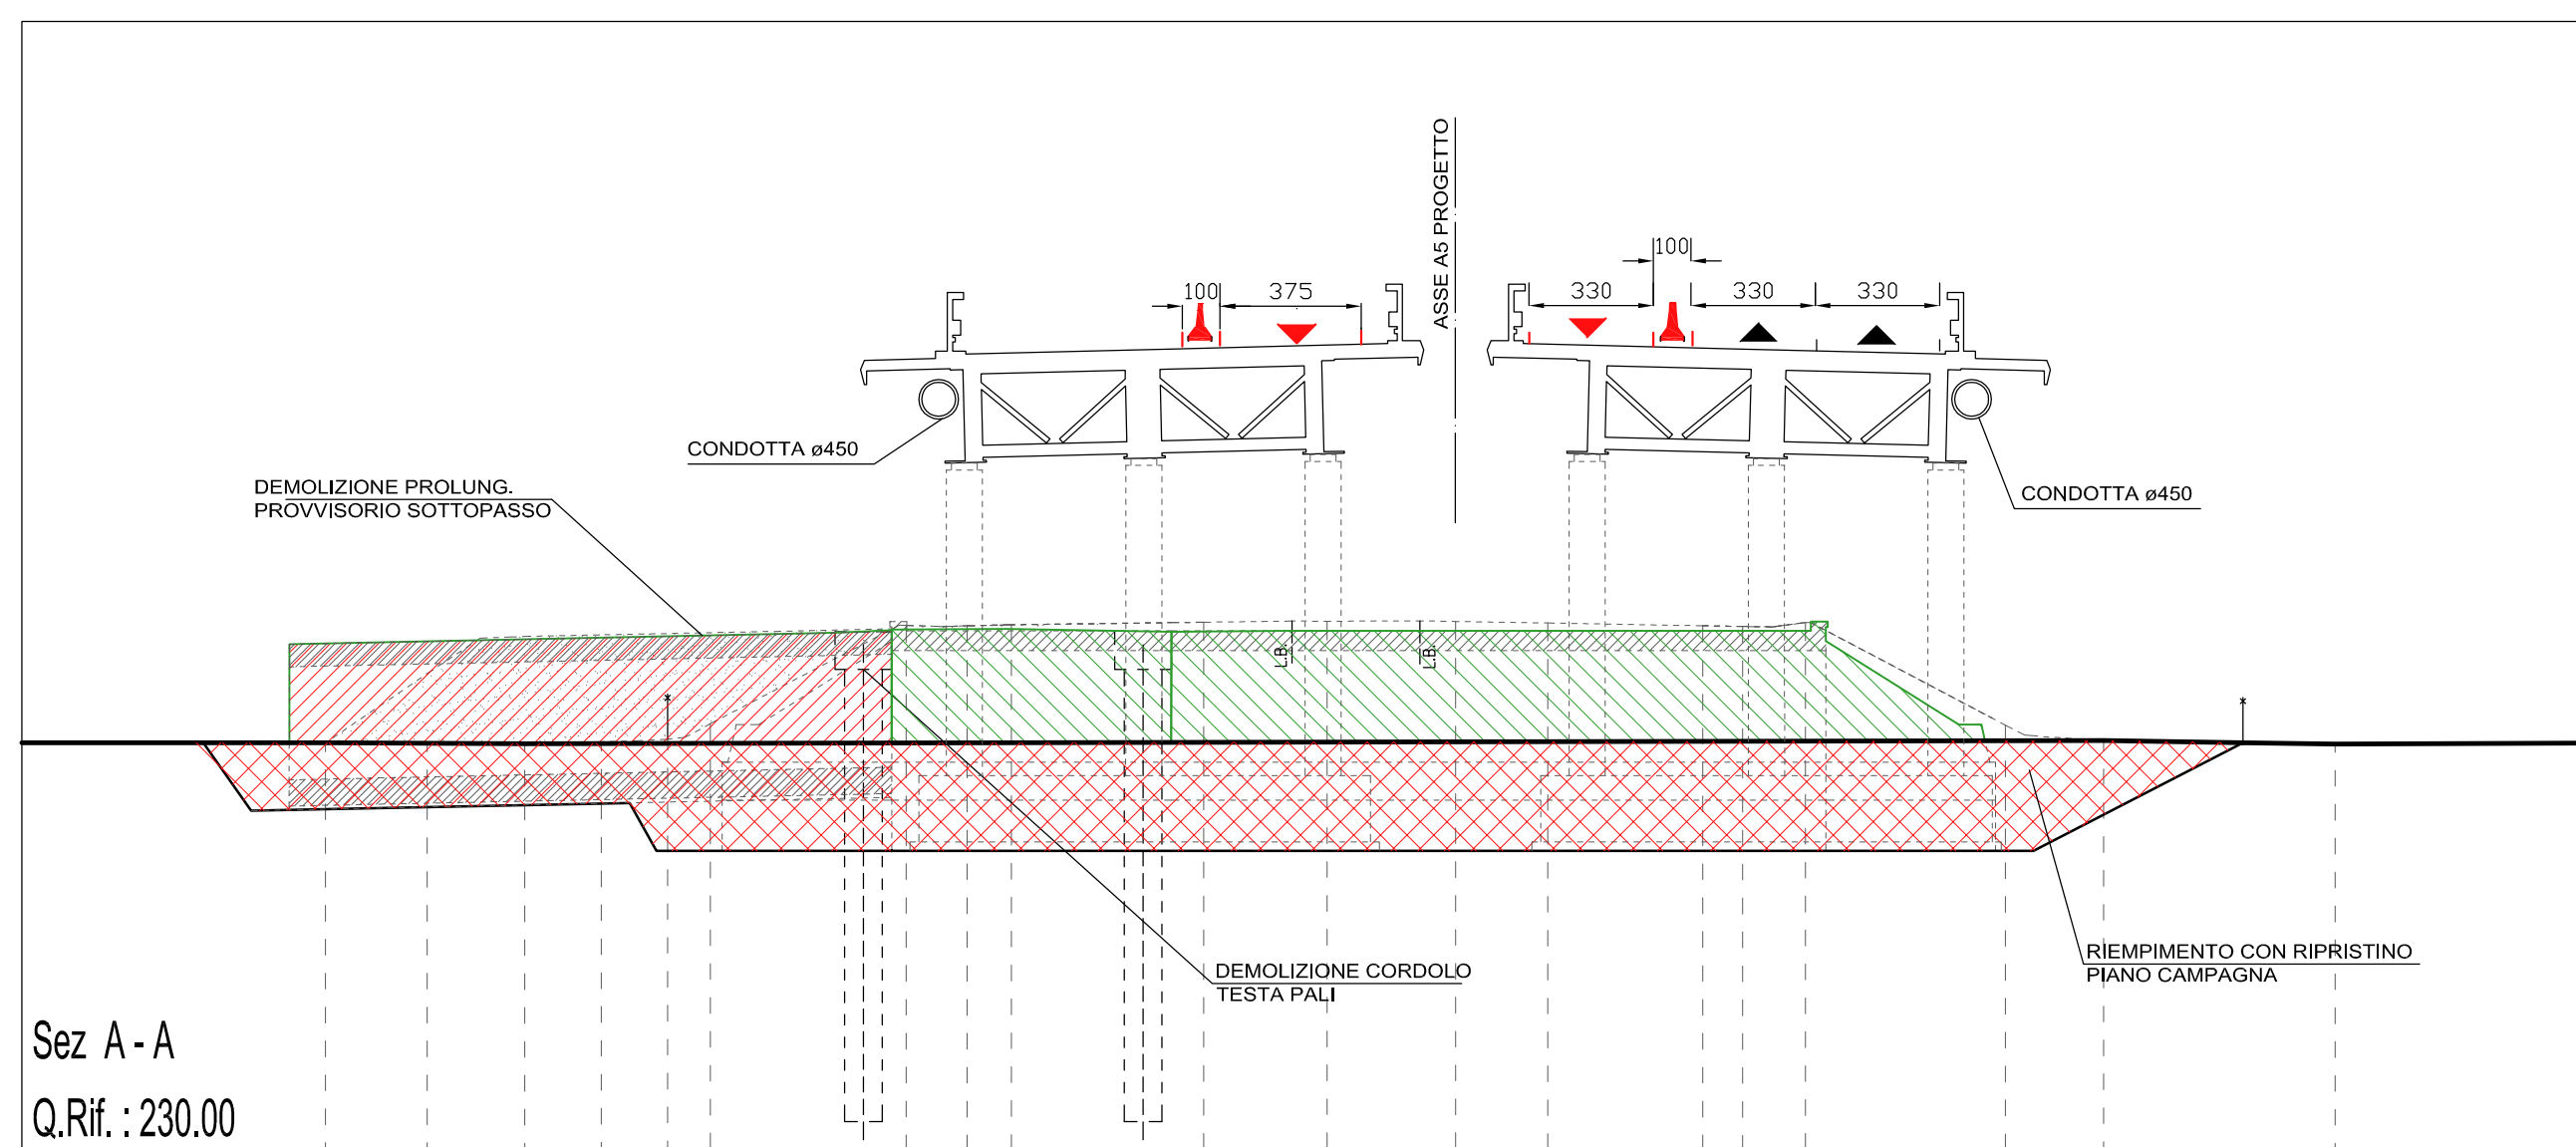 ASSE A5 PROGETTO
100
375
100
330
330
330
CONDOTTA ø450
CONDOTTA ø450
DEMOLIZIONE PROLUNG.
PROVVISORIO SOTTOPASSO
L.B.
L.B.
DEMOLIZIONE CORDOLO
TESTA PALI
RIEMPIMENTO CON RIPRISTINO
PIANO CAMPAGNA
Sez A - A
Q.Rif. : 230.00